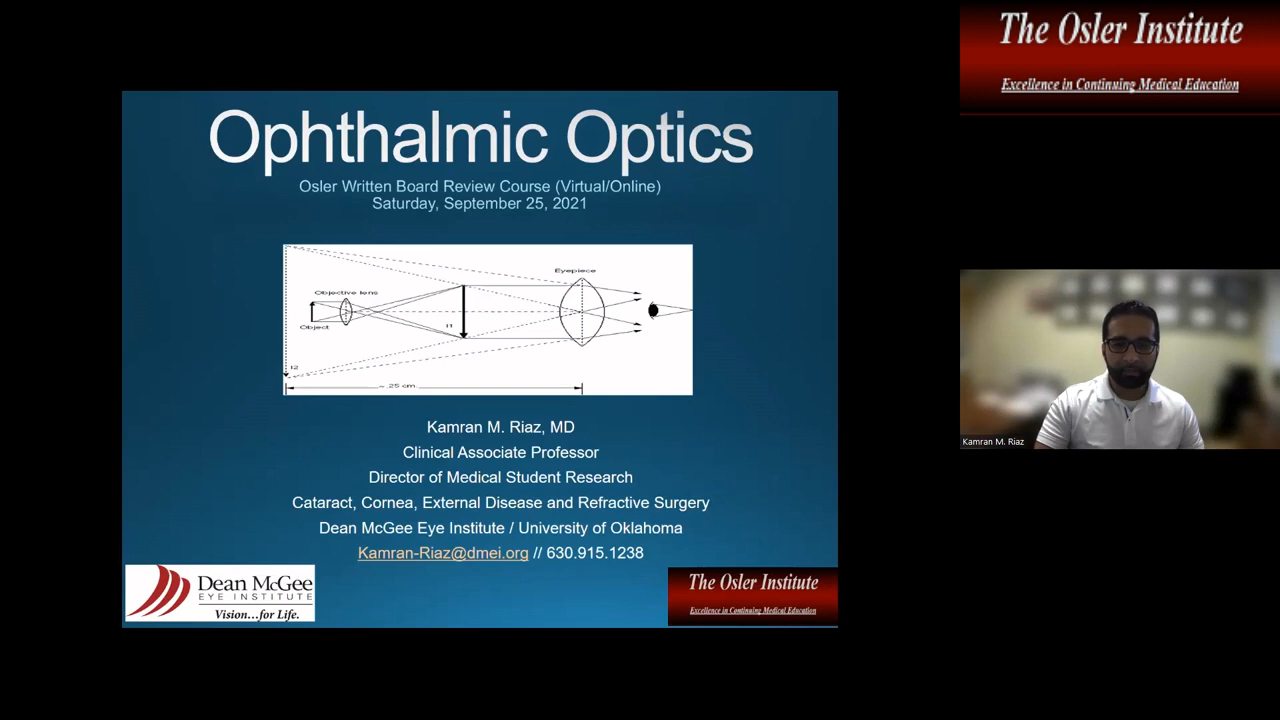 The Osler Institute
Excellence in Continuing Medical Education
Ophthalmic Optics
Osler Written Board Review Course (Virtual/Online)
Saturday, September 25, 2021
Eyepiece
Objective lens
Object
I1
I2
~ .25 cm.
Kamran M. Riaz, MD
Clinical Associate Professor
Director of Medical Student Research
Cataract, Cornea, External Disease and Refractive Surgery
Dean McGee Eye Institute / University of Oklahoma
Kamran-Riaz@dmei.org // 630.915.1238
Dean McGee
EYE INSTITUTE
Vision...for Life.
The Osler Institute
Excellence in Continuing Medical Education
Kamran M. Riaz